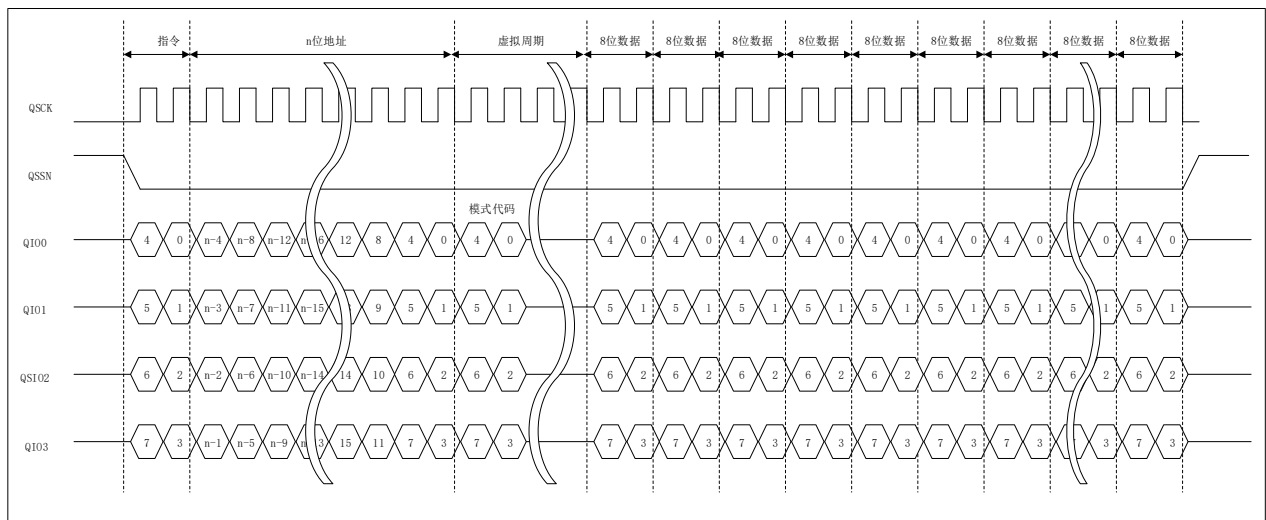 指令 n位地址 虚拟周期 8位数据 8位数据 8位数据 8位数据 8位数据 8位数据 8位数据 8位数据 8位数据
QSCK
QSSN
模式代码
QIO0 4 0 n-4 n-8 n-12 12 8 4 0 4 0 4 0 4 0 4 0 4 0 4 0 4 0 4 0 0 4 0
QIO1 5 1 n-3 n-7 n-11 n-15 9 5 1 5 1 5 1 5 1 5 1 5 1 5 1 5 1 5 1 5 1 5 1
QSIO2 6 2 n-2 n-6 n-10 n-14 14 10 6 2 6 2 6 2 6 2 6 2 6 2 6 2 6 2 6 2 6 2 6 2
QIO3 7 3 n-1 n-5 n-9 15 11 7 3 7 3 7 3 7 3 7 3 7 3 7 3 7 3 7 3 3 7 3